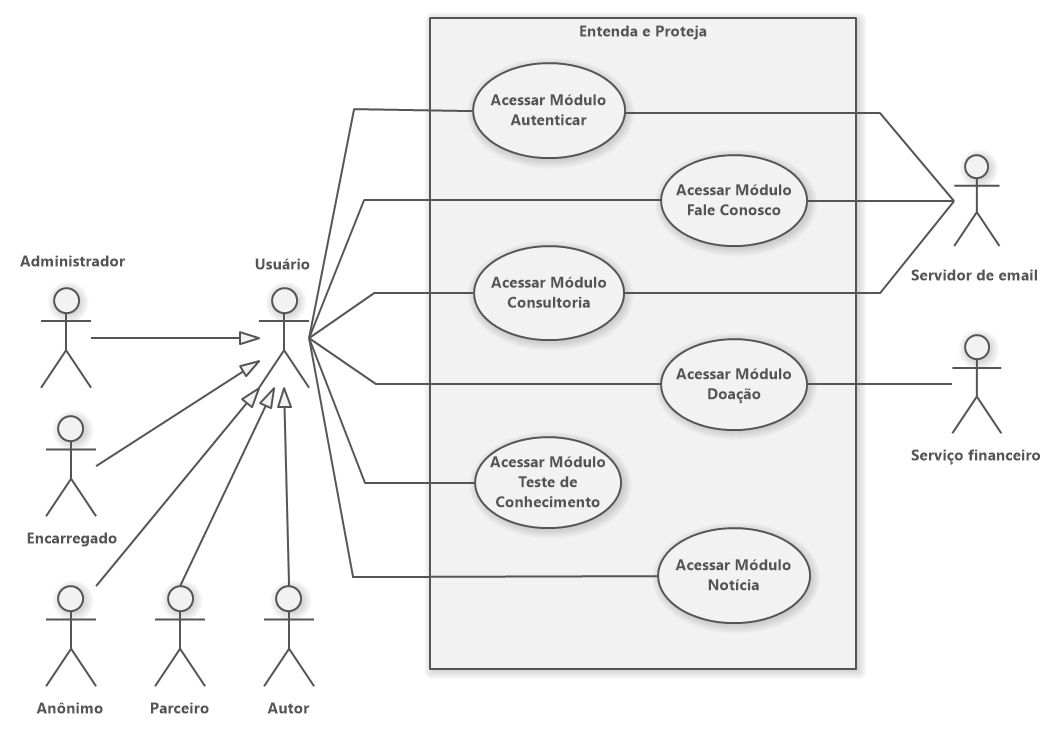 Entenda e Proteja
Acessar Módulo
Autenticar
Acessar Módulo
Fale Conosco
Administrador
Usuário
Acessar Módulo
Consultoria
Servidor de email
Acessar Módulo
Doação
Serviço financeiro
Acessar Módulo
Teste de
Conhecimento
Encarregado
Acessar Módulo
Notícia
Anônimo
Parceiro
Autor